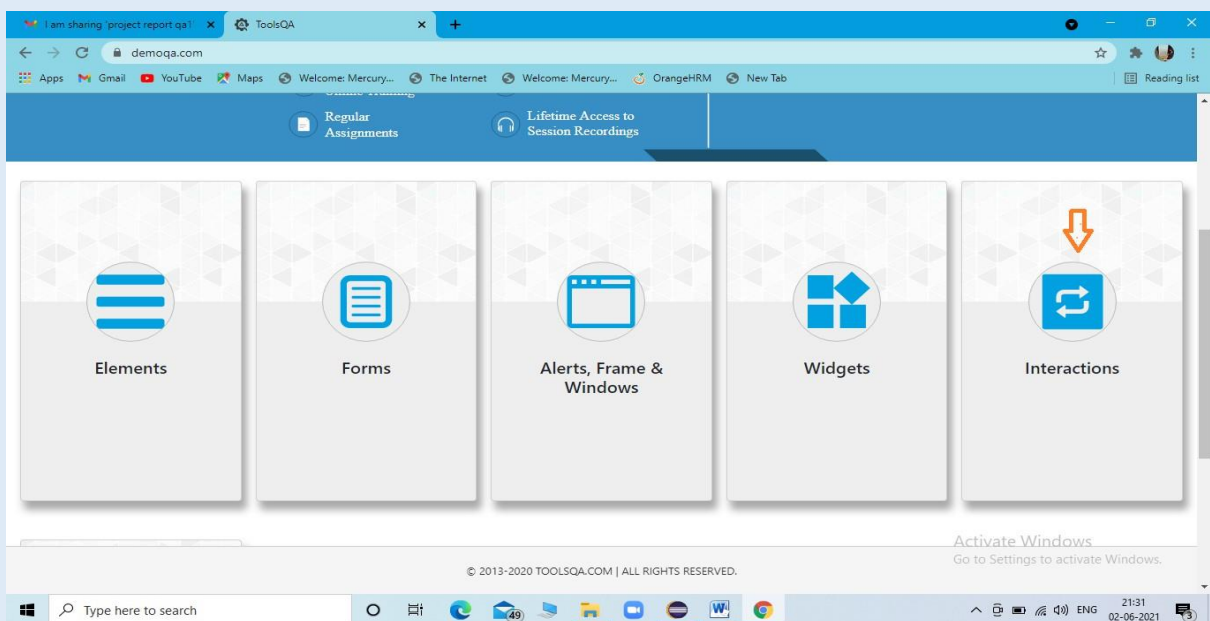 I am sharing 'project report qa1'
ToolsQA
demoqa.com
Apps Gmail YouTube Maps Welcome: Mercury... The Internet Welcome: Mercury... OrangeHRM New Tab Reading list
Online Training
Regular
Assignments
Lifetime Access to
Session Recordings
Elements
Forms
Alerts, Frame &
Windows
Widgets
Interactions
Activate Windows
Go to Settings to activate Windows.
© 2013-2020 TOOLSQA.COM | ALL RIGHTS RESERVED.
Type here to search
49
W
ENG
21:31
02-06-2021
3